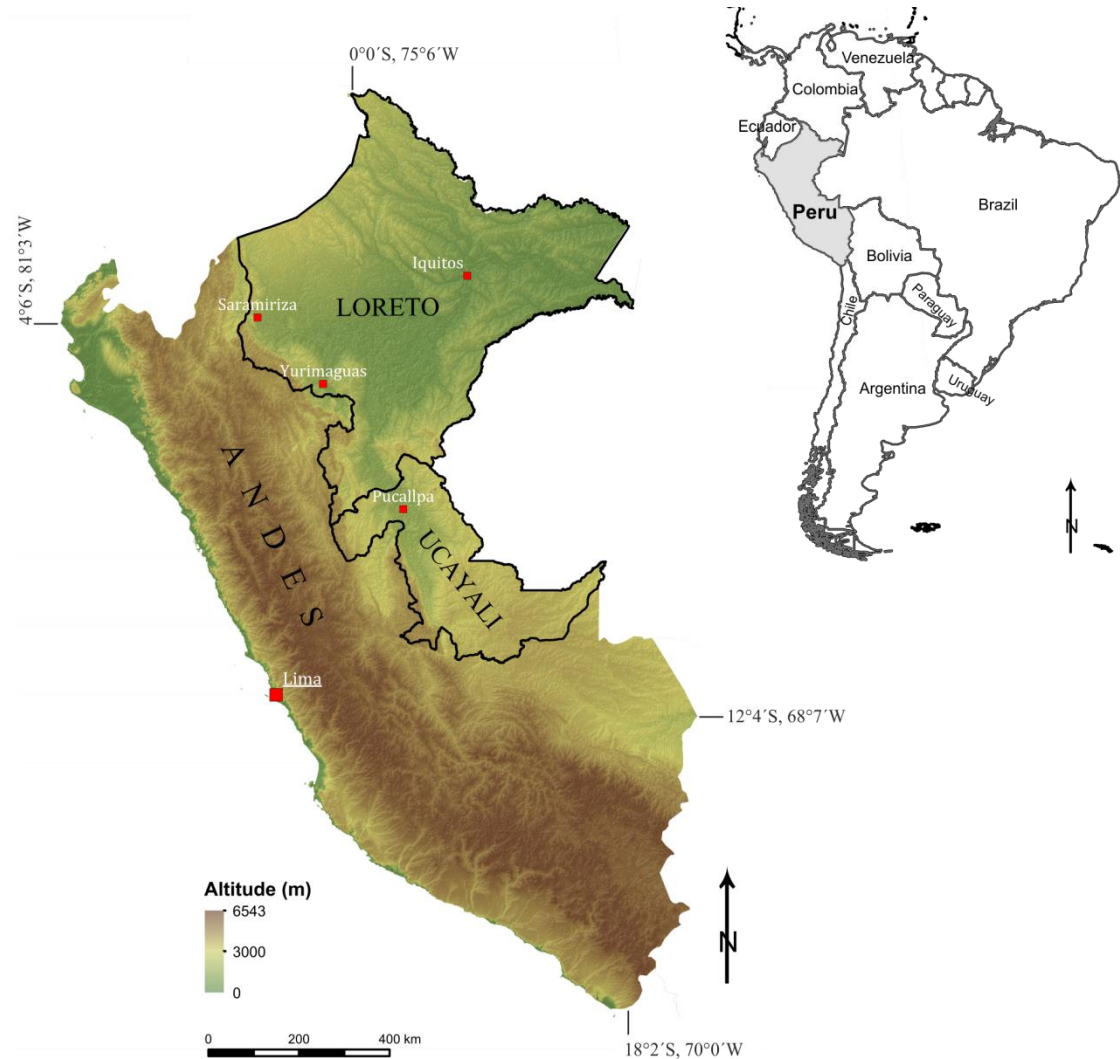 0°0´S, 75°6´W
4°6´S, 81°3´W
Iquitos
Saramiriza
LORETO
Yurimaguas
ANDES
Pucallpa
UCAYALI
Lima
12°4´S, 68°7´W
Altitude (m)
6543
3000
0
N
0 200 400 km
18°2´S, 70°0´W
Venezuela
Colombia
Ecuador
Peru
Brazil
Bolivia
Paraguay
Chile
Argentina
Uruguay
N